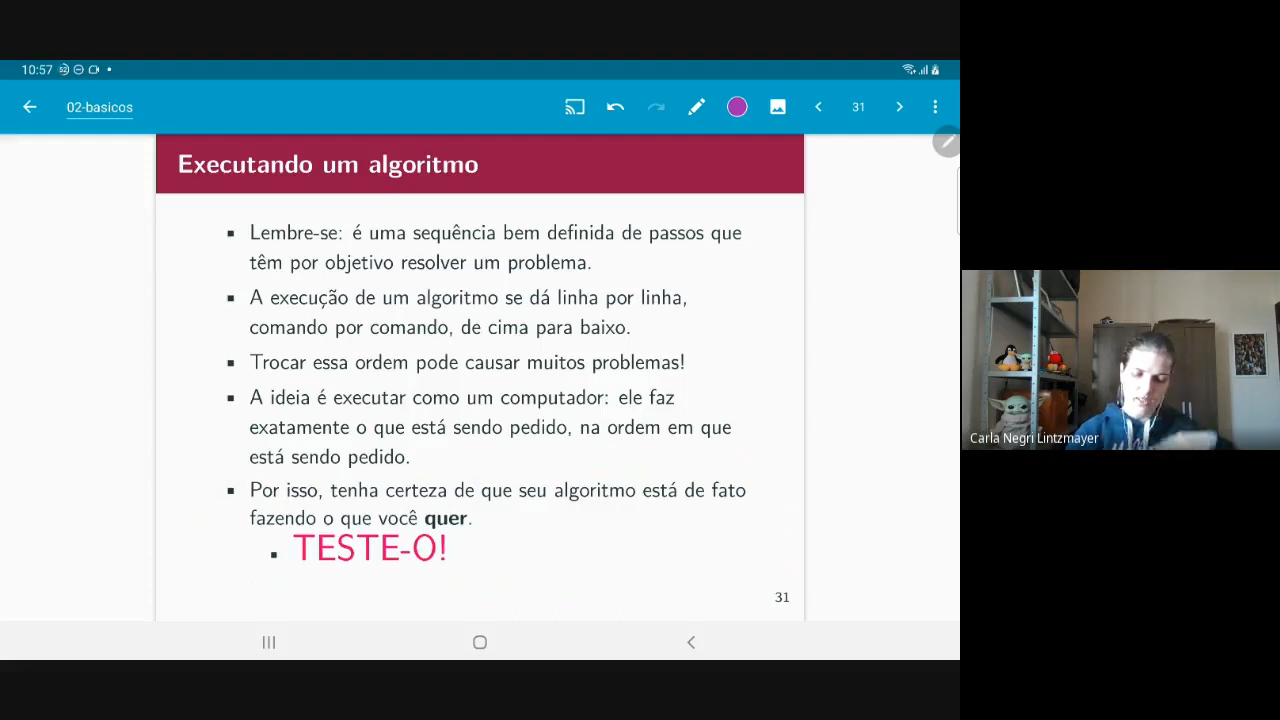 10:57
52
02-basicos
31
Executando um algoritmo
▪ Lembre-se: é uma sequência bem definida de passos que
têm por objetivo resolver um problema.
▪ A execução de um algoritmo se dá linha por linha,
comando por comando, de cima para baixo.
▪ Trocar essa ordem pode causar muitos problemas!
▪ A ideia é executar como um computador: ele faz
exatamente o que está sendo pedido, na ordem em que
está sendo pedido.
▪ Por isso, tenha certeza de que seu algoritmo está de fato
fazendo o que você quer.
▪ TESTE-O!
31
Carla Negri Lintzmayer